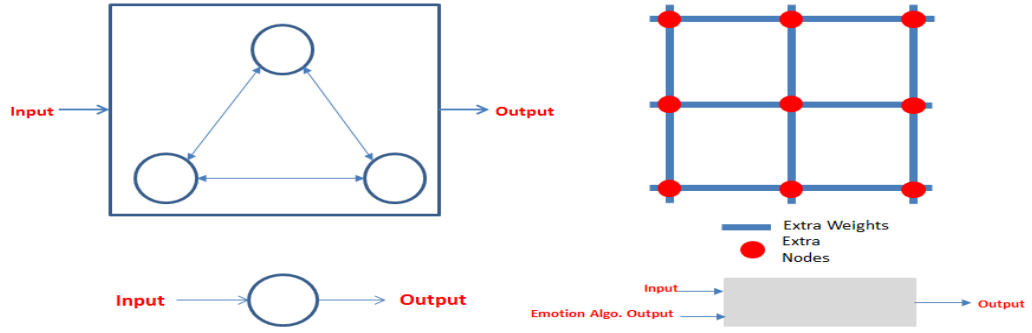 Input
Output
Extra Weights
Extra
Nodes
Input
Output
Input
Emotion Algo. Output
Output